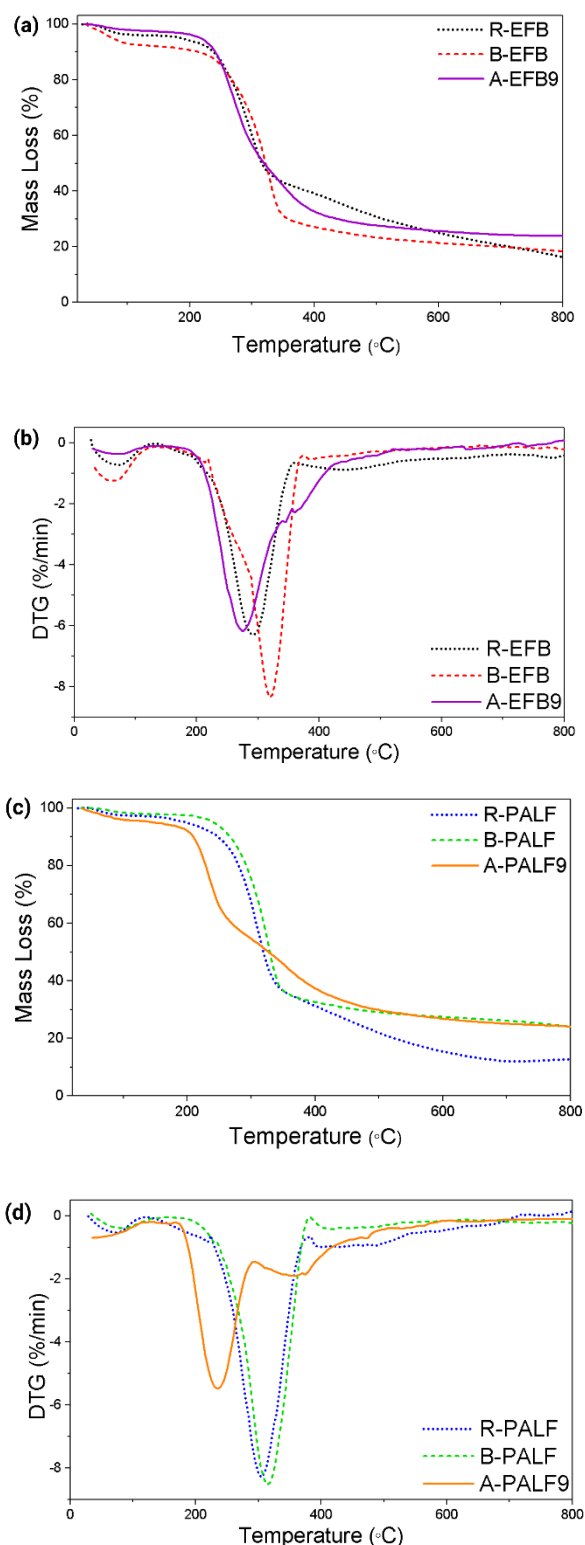 (a)
R-EFB
B-EFB
A-EFB9
100
80
60
40
20
0
Mass Loss (%)
200
400
600
800
Temperature (◦C)
(b)
0
-2
-4
-6
-8
DTG (%/min)
R-EFB
B-EFB
A-EFB9
0
200
400
600
800
Temperature (◦C)
(c)
R-PALF
B-PALF
A-PALF9
100
80
60
40
20
0
Mass Loss (%)
200
400
600
800
Temperature (◦C)
(d)
0
-2
-4
-6
-8
DTG (%/min)
R-PALF
B-PALF
A-PALF9
0
200
400
600
800
Temperature (◦C)